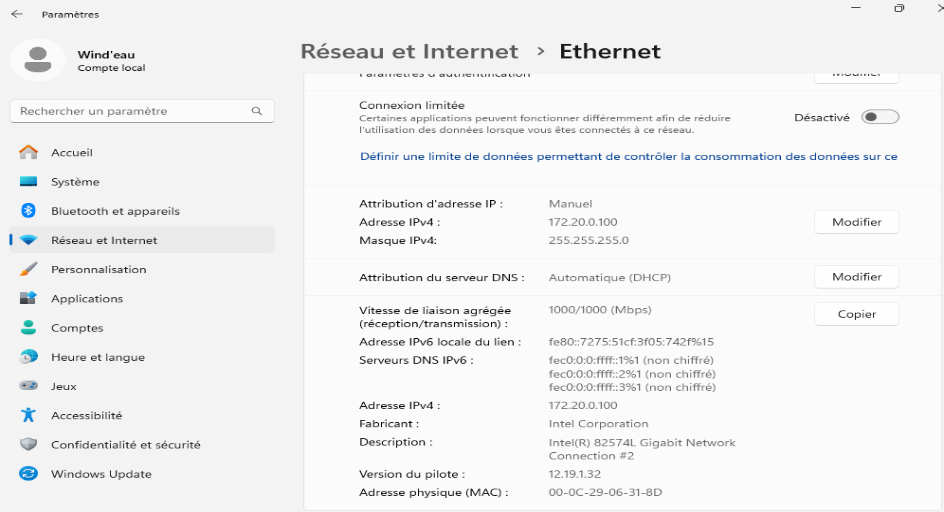 Paramètres
Wind'eau
Compte local
Rechercher un paramètre
Accueil
Système
Bluetooth et appareils
Réseau et Internet
Personnalisation
Applications
Comptes
Heure et langue
Jeux
Accessibilité
Confidentialité et sécurité
Windows Update
Réseau et Internet > Ethernet
Paramètres d'authentification
Modifier
Connexion limitée
Certaines applications peuvent fonctionner différemment afin de réduire
l'utilisation des données lorsque vous êtes connectés à ce réseau.
Désactivé
Définir une limite de données permettant de contrôler la consommation des données sur ce
Attribution d'adresse IP : Manuel
Adresse IPv4 : 172.20.0.100
Masque IPv4: 255.255.255.0
Modifier
Attribution du serveur DNS : Automatique (DHCP)
Modifier
Vitesse de liaison agrégée 1000/1000 (Mbps)
(réception/transmission) :
Copier
Adresse IPv6 locale du lien : fe80::7275:51cf:3f05:742f%15
Serveurs DNS IPv6 : fec0:0:0:ffff::1%1 (non chiffré)
fec0:0:0:ffff::2%1 (non chiffré)
fec0:0:0:ffff::3%1 (non chiffré)
Adresse IPv4 : 172.20.0.100
Fabricant : Intel Corporation
Description : Intel(R) 82574L Gigabit Network
Connection #2
Version du pilote : 12.19.1.32
Adresse physique (MAC) : 00-0C-29-06-31-8D